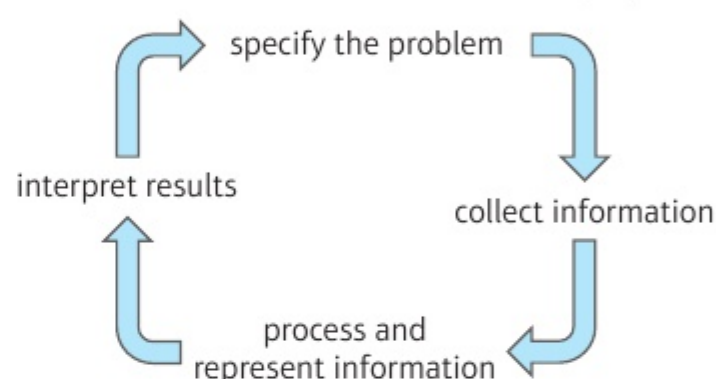 specify the problem
collect information
process and
represent information
interpret results